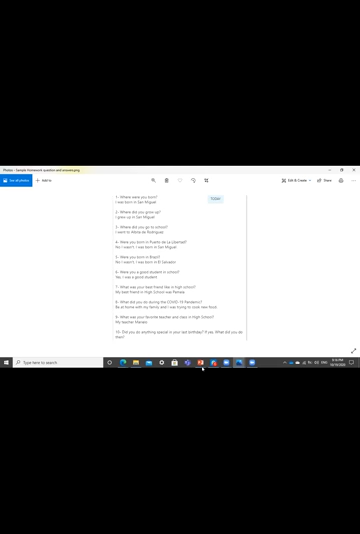 Photos - Sample Homework question and answers.png
See all photos
Add to
Edit & Create
Share
1- Where were you born?
I was born in San Miguel
TODAS
2- Where did you grow up?
I grew up in San Miguel
3- Where did you go to school?
I went to Adela de Rodriguez
4- Were you born in Puerto de La Libertad?
No I wasn't. I was born in San Miguel
5- Were you born in Brazil?
No I wasn't. I was born in El Salvador
6- Were you a good student in school?
Yes. I was a good student
7- What was your best friend like in high school?
My best friend in High School was Pamela
8- What did you do during the COVID-19 Pandemic?
Be at home with my family and I was trying to cook new food.
9- What was your favorite teacher and class in High School?
My teacher Mariela
10- Did you do anything special in your last birthday? If yes. What did you do
then?
Type here to search
ENG